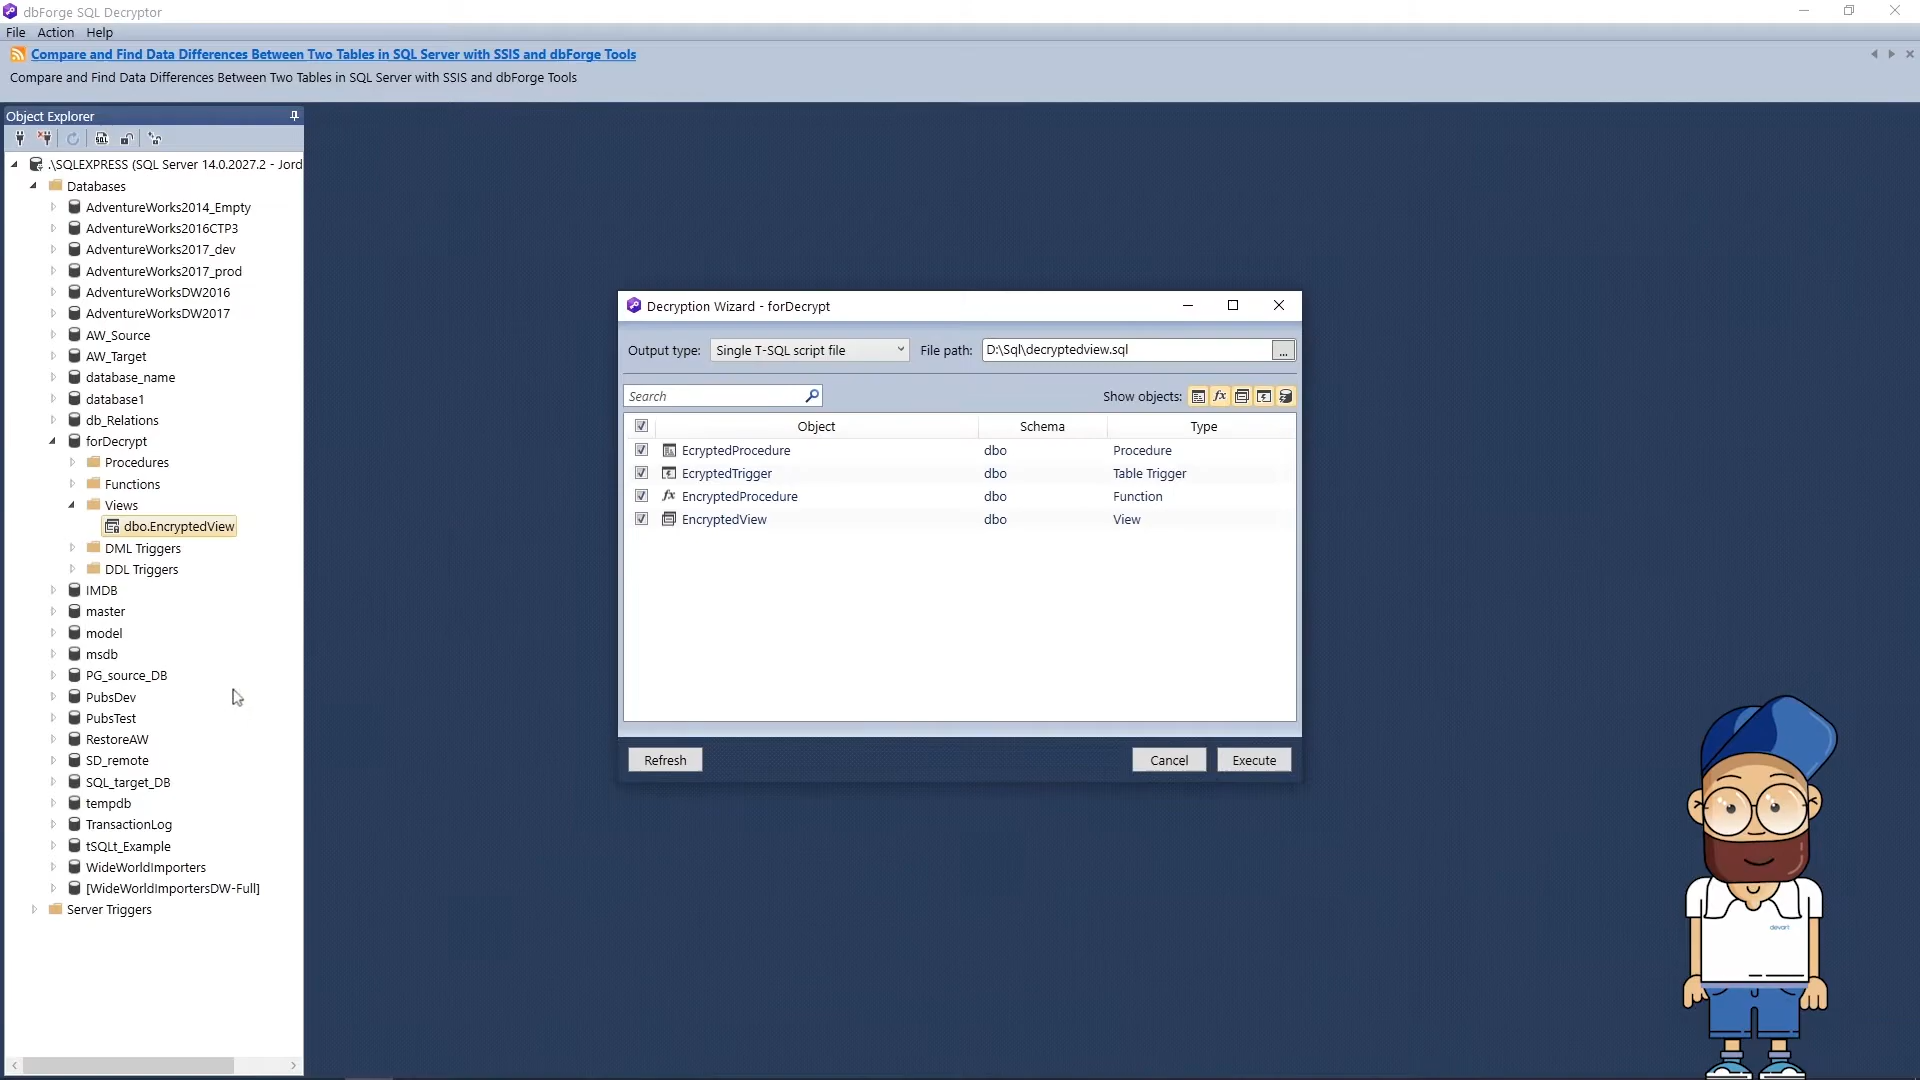 dbForge SQL Decryptor
File Action Help
Compare and Find Data Differences Between Two Tables in SQL Server with SSIS and dbForge Tools
Compare and Find Data Differences Between Two Tables in SQL Server with SSIS and dbForge Tools
Object Explorer
.\SQLEXPRESS (SQL Server 14.0.2027.2 - Jord
Databases
AdventureWorks2014_Empty
AdventureWorks2016CTP3
AdventureWorks2017_dev
AdventureWorks2017_prod
AdventureWorksDW2016
AdventureWorksDW2017
AW_Source
AW_Target
database_name
database1
db_Relations
forDecrypt
Procedures
Functions
Views
dbo.EncryptedView
DML Triggers
DDL Triggers
IMDB
master
model
msdb
PG_source_DB
PubsDev
PubsTest
RestoreAW
SD_remote
SQL_target_DB
tempdb
TransactionLog
tSQLt_Example
WideWorldImporters
[WideWorldImportersDW-Full]
Server Triggers
Decryption Wizard - forDecrypt
Output type: Single T-SQL script file File path: D:\Sql\decryptedview.sql ...
Search Show objects:
Object Schema Type
EcryptedProcedure dbo Procedure
EcryptedTrigger dbo Table Trigger
EncryptedProcedure dbo Function
EncryptedView dbo View
Refresh Cancel Execute
devart